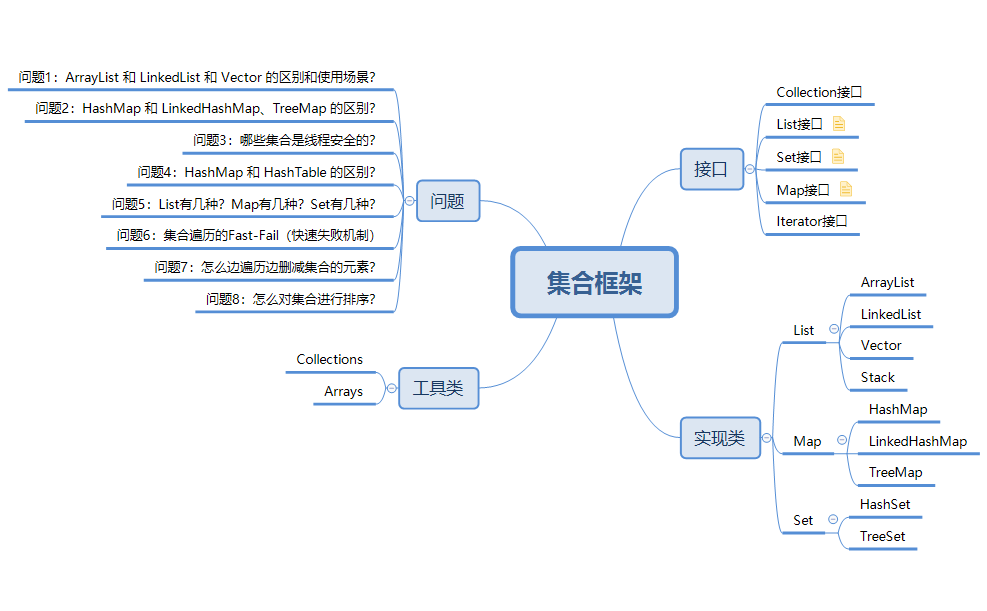 集合框架
问题
问题1：ArrayList 和 LinkedList 和 Vector 的区别和使用场景？
问题2：HashMap 和 LinkedHashMap、TreeMap 的区别？
问题3：哪些集合是线程安全的？
问题4：HashMap 和 HashTable 的区别？
问题5：List有几种？Map有几种？Set有几种？
问题6：集合遍历的Fast-Fail（快速失败机制）
问题7：怎么边遍历边删减集合的元素？
问题8：怎么对集合进行排序？
工具类
Collections
Arrays
接口
Collection接口
List接口
Set接口
Map接口
Iterator接口
实现类
List
ArrayList
LinkedList
Vector
Stack
Map
HashMap
LinkedHashMap
TreeMap
Set
HashSet
TreeSet